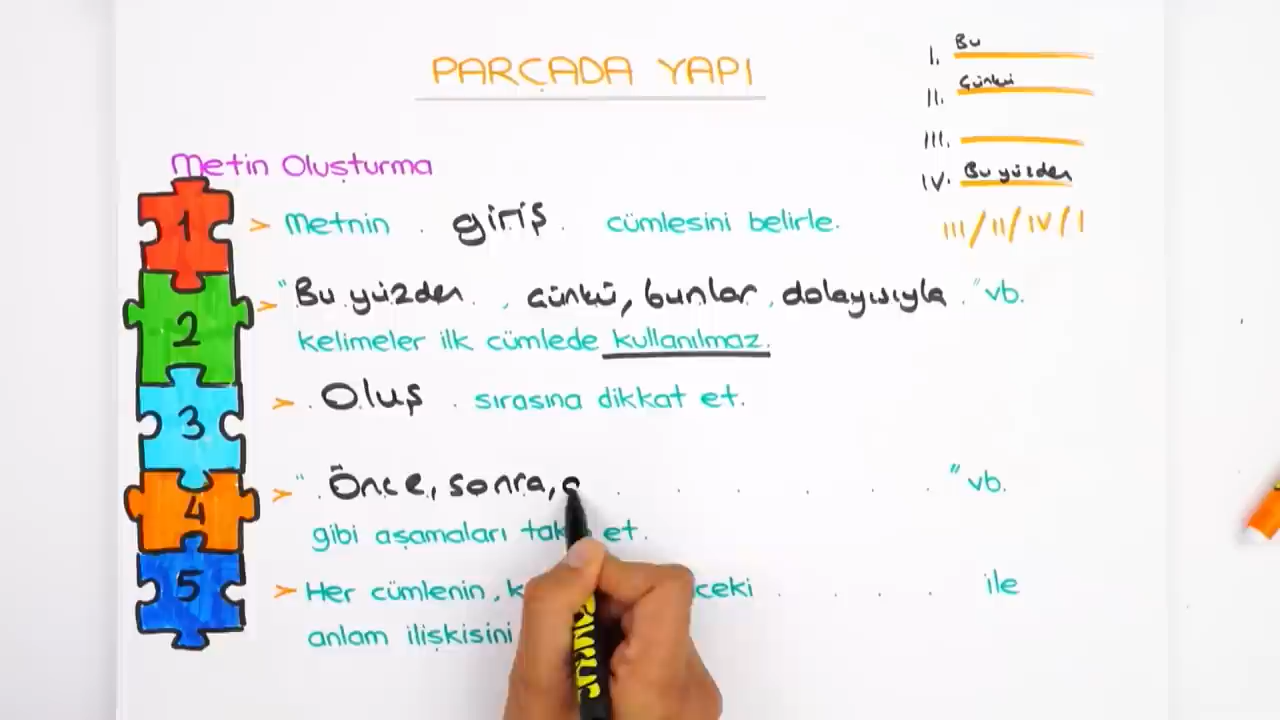 PARÇADA YAPI
I. Bu
II. Çünkü
III.
IV. Bu yüzden
III/II/IV/I
Metin Oluşturma
1
> Metnin . giriş . cümlesini belirle.
2
> "Bu yüzden . , Çünkü, bunlar, dolayısıyla . " vb.
kelimeler ilk cümlede kullanılmaz.
3
> . Oluş . sırasına dikkat et.
4
> " . Önce, sonra, . . . . . " vb.
gibi aşamaları et.
5
> Her cümlenin, . . . . ile
anlam ilişkisini